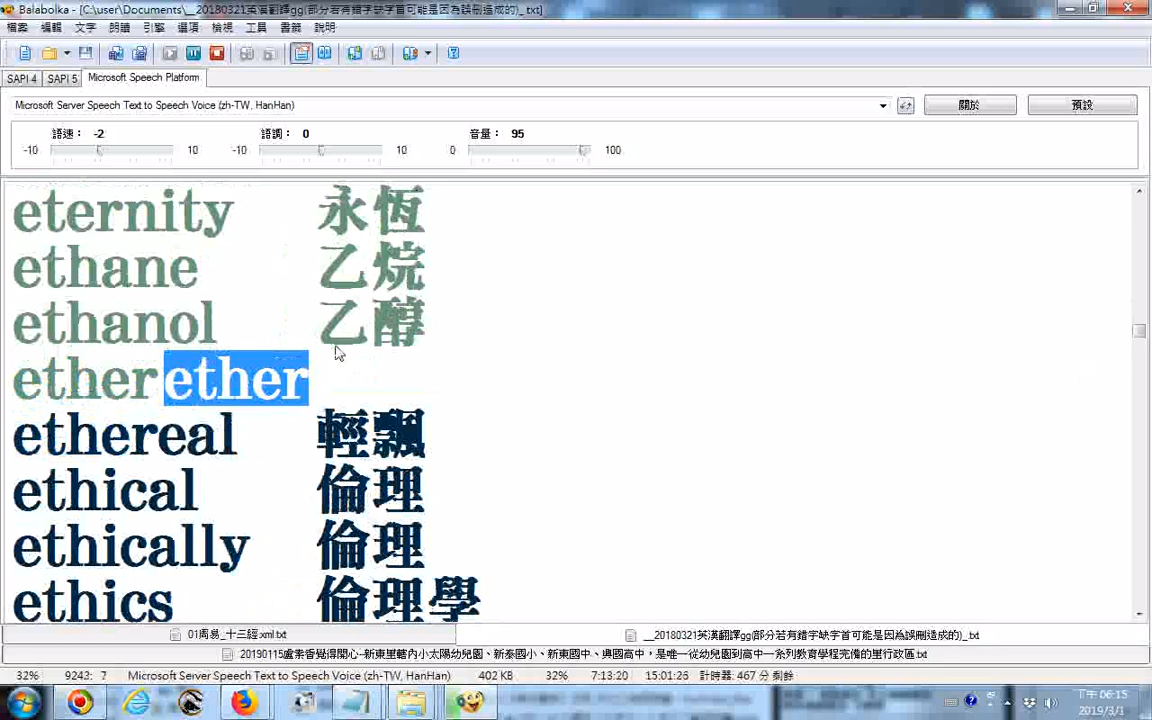 Balabolka - [C:\user\Documents\__20180321英漢翻譯gg(部分若有錯字缺字首可能是因為誤刪造成的)_.txt]
檔案 編輯 文字 朗讀 引擎 選項 檢視 工具 書籤 說明
SAPI 4 SAPI 5 Microsoft Speech Platform
Microsoft Server Speech Text to Speech Voice (zh-TW, HanHan) 關於 預設
語速： -2 語調： 0 音量： 95
-10 10 -10 10 0 100
eternity 永恆
ethane 乙烷
ethanol 乙醇
ether ether
ethereal 輕飄
ethical 倫理
ethically 倫理
ethics 倫理學
01周易_十三經.xml.txt __20180321英漢翻譯gg(部分若有錯字缺字首可能是因為誤刪造成的)_.txt
20190115盧素香覺得開心-新東里轄內小太陽幼兒園、新泰國小、新東國中、興國高中，是唯一從幼兒園到高中一系列教育學程完備的里行政區.txt
32% 9243: 7 Microsoft Server Speech Text to Speech Voice (zh-TW, HanHan) 402 KB 32% 7:13:20 15:01:26 計時器: 467 分 剩餘
下午 06:15
2019/3/1